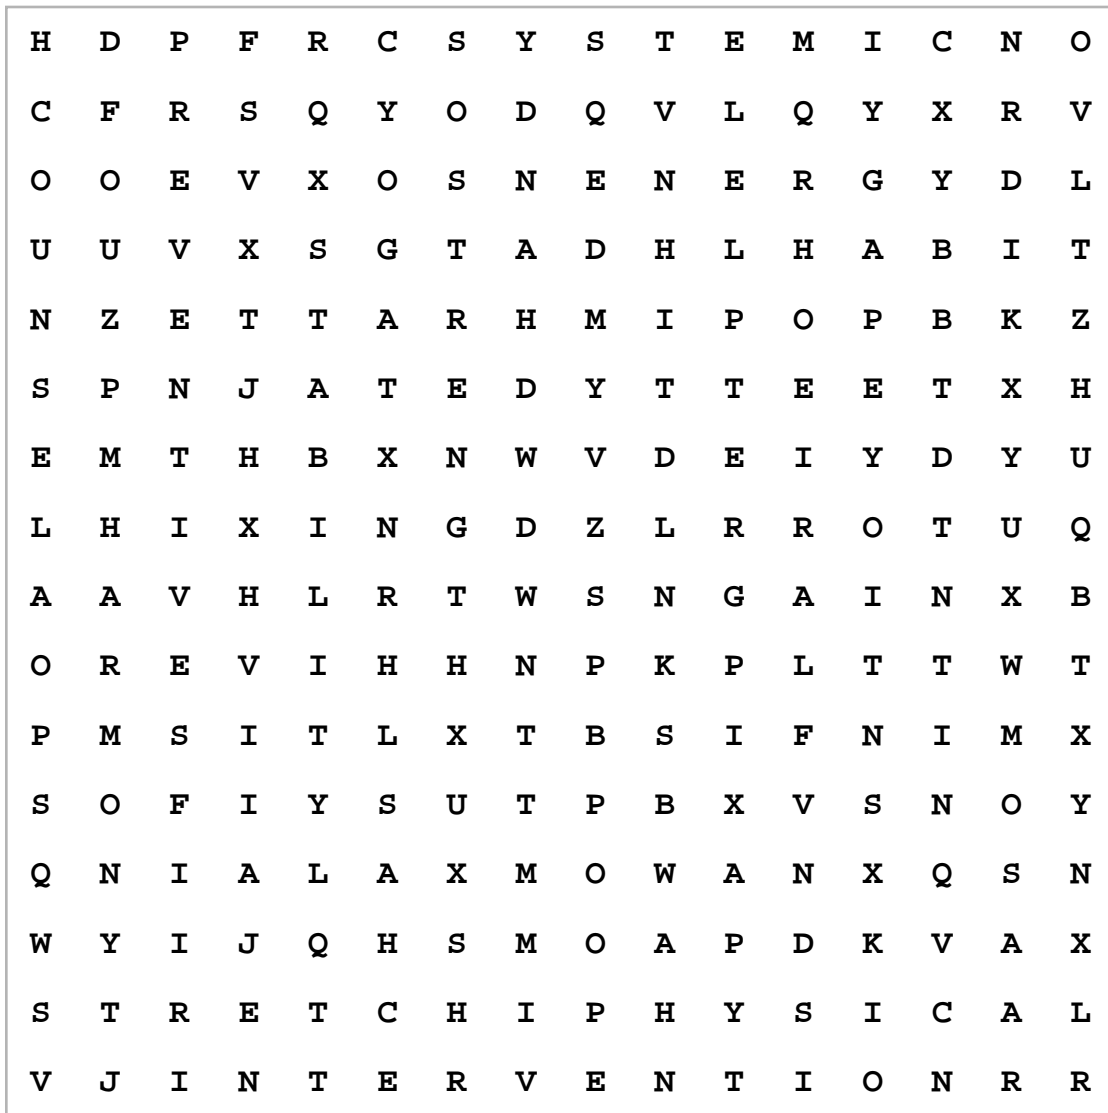 H D P F R C S Y S T E M I C N O
C F R S Q Y O D Q V L Q Y X R V
O O E V X O S N E N E R G Y D L
U U V X S G T A D H L H A B I T
N Z E T T A R H M I P O P B K Z
S P N J A T E D Y T T E E T X H
E M T H B X N W V D E I Y D Y U
L H I X I N G D Z L R R O T U Q
A A V H L R T W S N G A I N X B
O R E V I H H N P K P L T T W T
P M S I T L X T B S I F N I M X
S O F I Y S U T P B X V S N O Y
Q N I A L A X M O W A N X Q S N
W Y I J Q H S M O A P D K V A X
S T R E T C H I P H Y S I C A L
V J I N T E R V E N T I O N R R